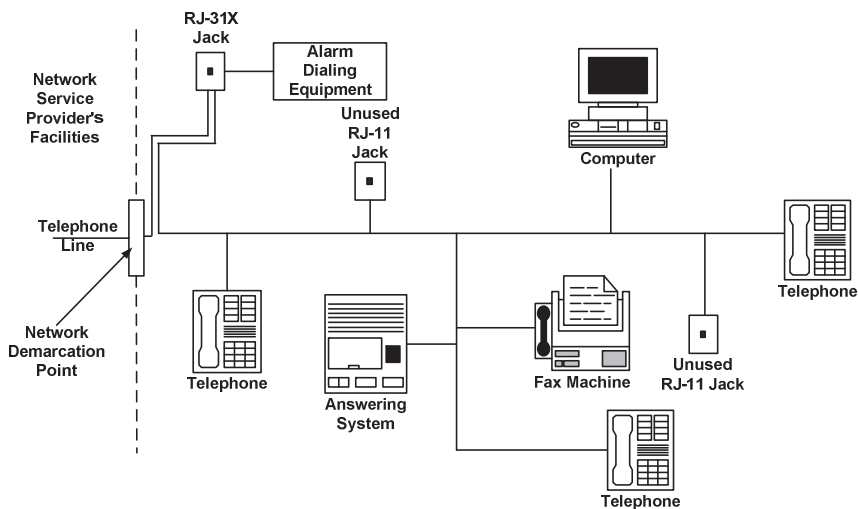 RJ-31X
Jack
Alarm
Dialing
Equipment
Network
Service
Provider's
Facilities
Unused
RJ-11
Jack
Computer
Telephone
Line
Telephone
Network
Demarcation
Point
Telephone
Answering
System
Fax Machine
Unused
RJ-11 Jack
Telephone